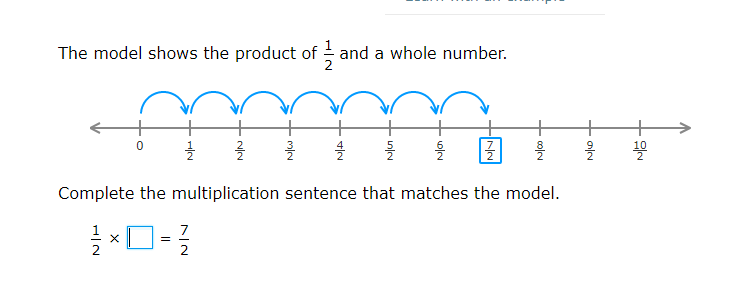 The model shows the product of 1/2 and a whole number.
0 1/2 2/2 3/2 4/2 5/2 6/2 7/2 8/2 9/2 10/2
Complete the multiplication sentence that matches the model.
1/2 × = 7/2